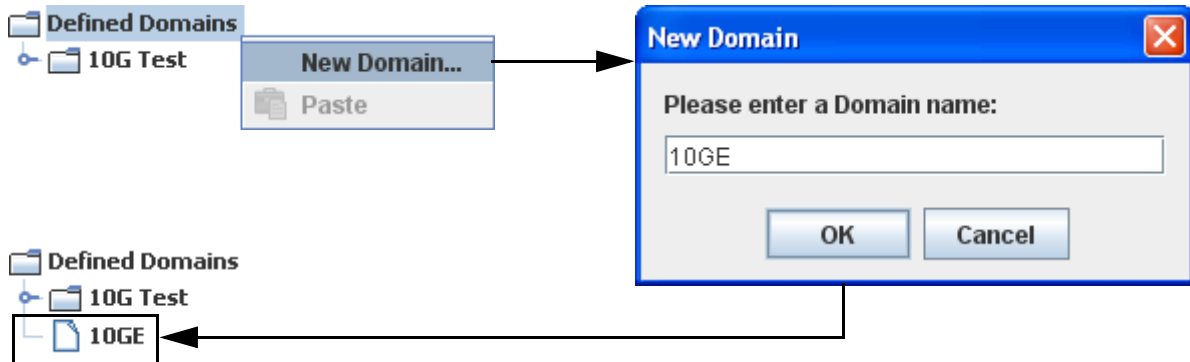 Defined Domains
10G Test
New Domain...
Paste
New Domain
Please enter a Domain name:
10GE
OK
Cancel
Defined Domains
10G Test
10GE